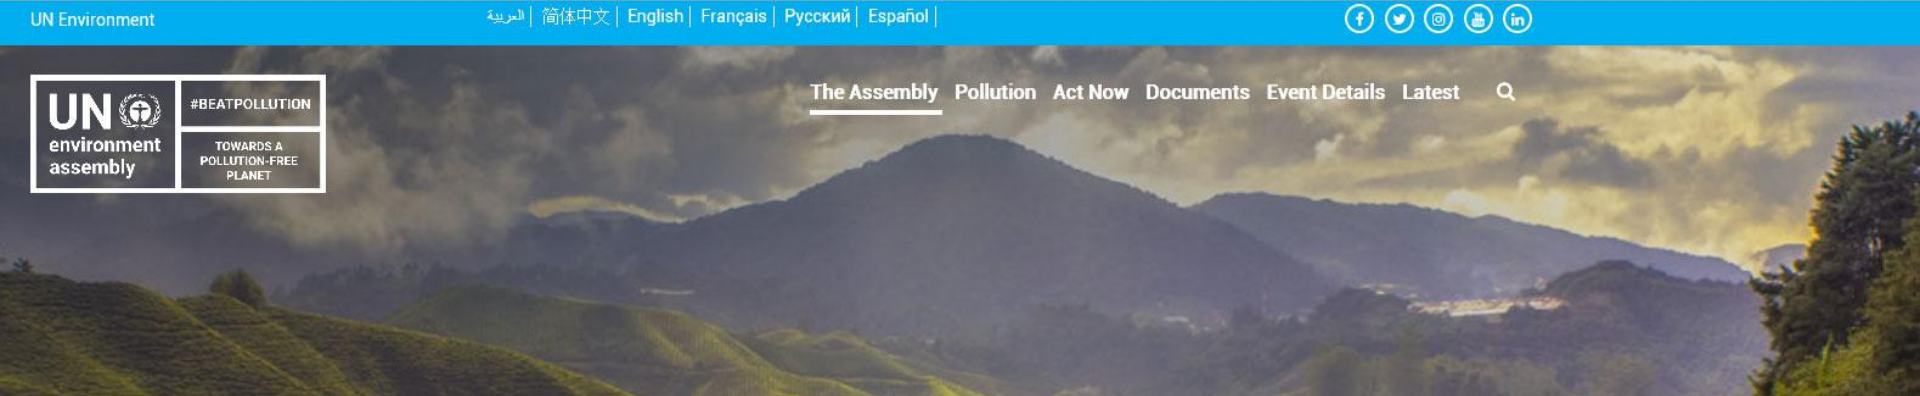 UN Environment
العربية | 简体中文 | English | Français | Русский | Español |
The Assembly Pollution Act Now Documents Event Details Latest
UN
environment
assembly
#BEATPOLLUTION
TOWARDS A
POLLUTION-FREE
PLANET